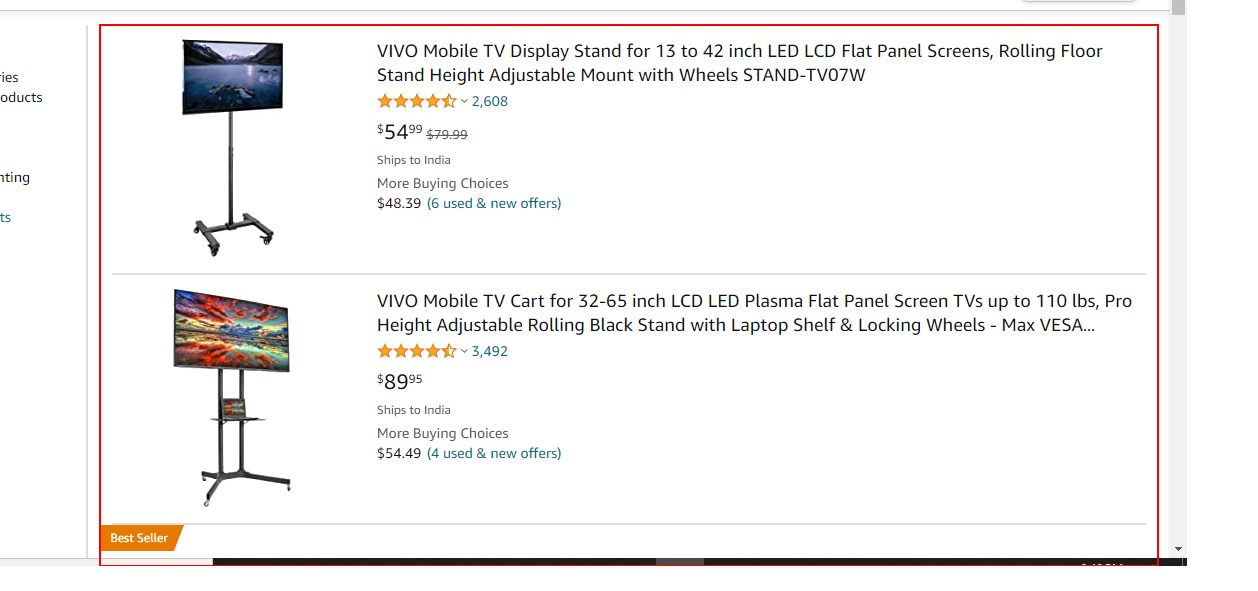 ies
oducts
nting
ts
VIVO Mobile TV Display Stand for 13 to 42 inch LED LCD Flat Panel Screens, Rolling Floor
Stand Height Adjustable Mount with Wheels STAND-TV07W
2,608
$54.99 $79.99
Ships to India
More Buying Choices
$48.39 (6 used & new offers)
VIVO Mobile TV Cart for 32-65 inch LCD LED Plasma Flat Panel Screen TVs up to 110 lbs, Pro
Height Adjustable Rolling Black Stand with Laptop Shelf & Locking Wheels - Max VESA...
3,492
$89.95
Ships to India
More Buying Choices
$54.49 (4 used & new offers)
Best Seller